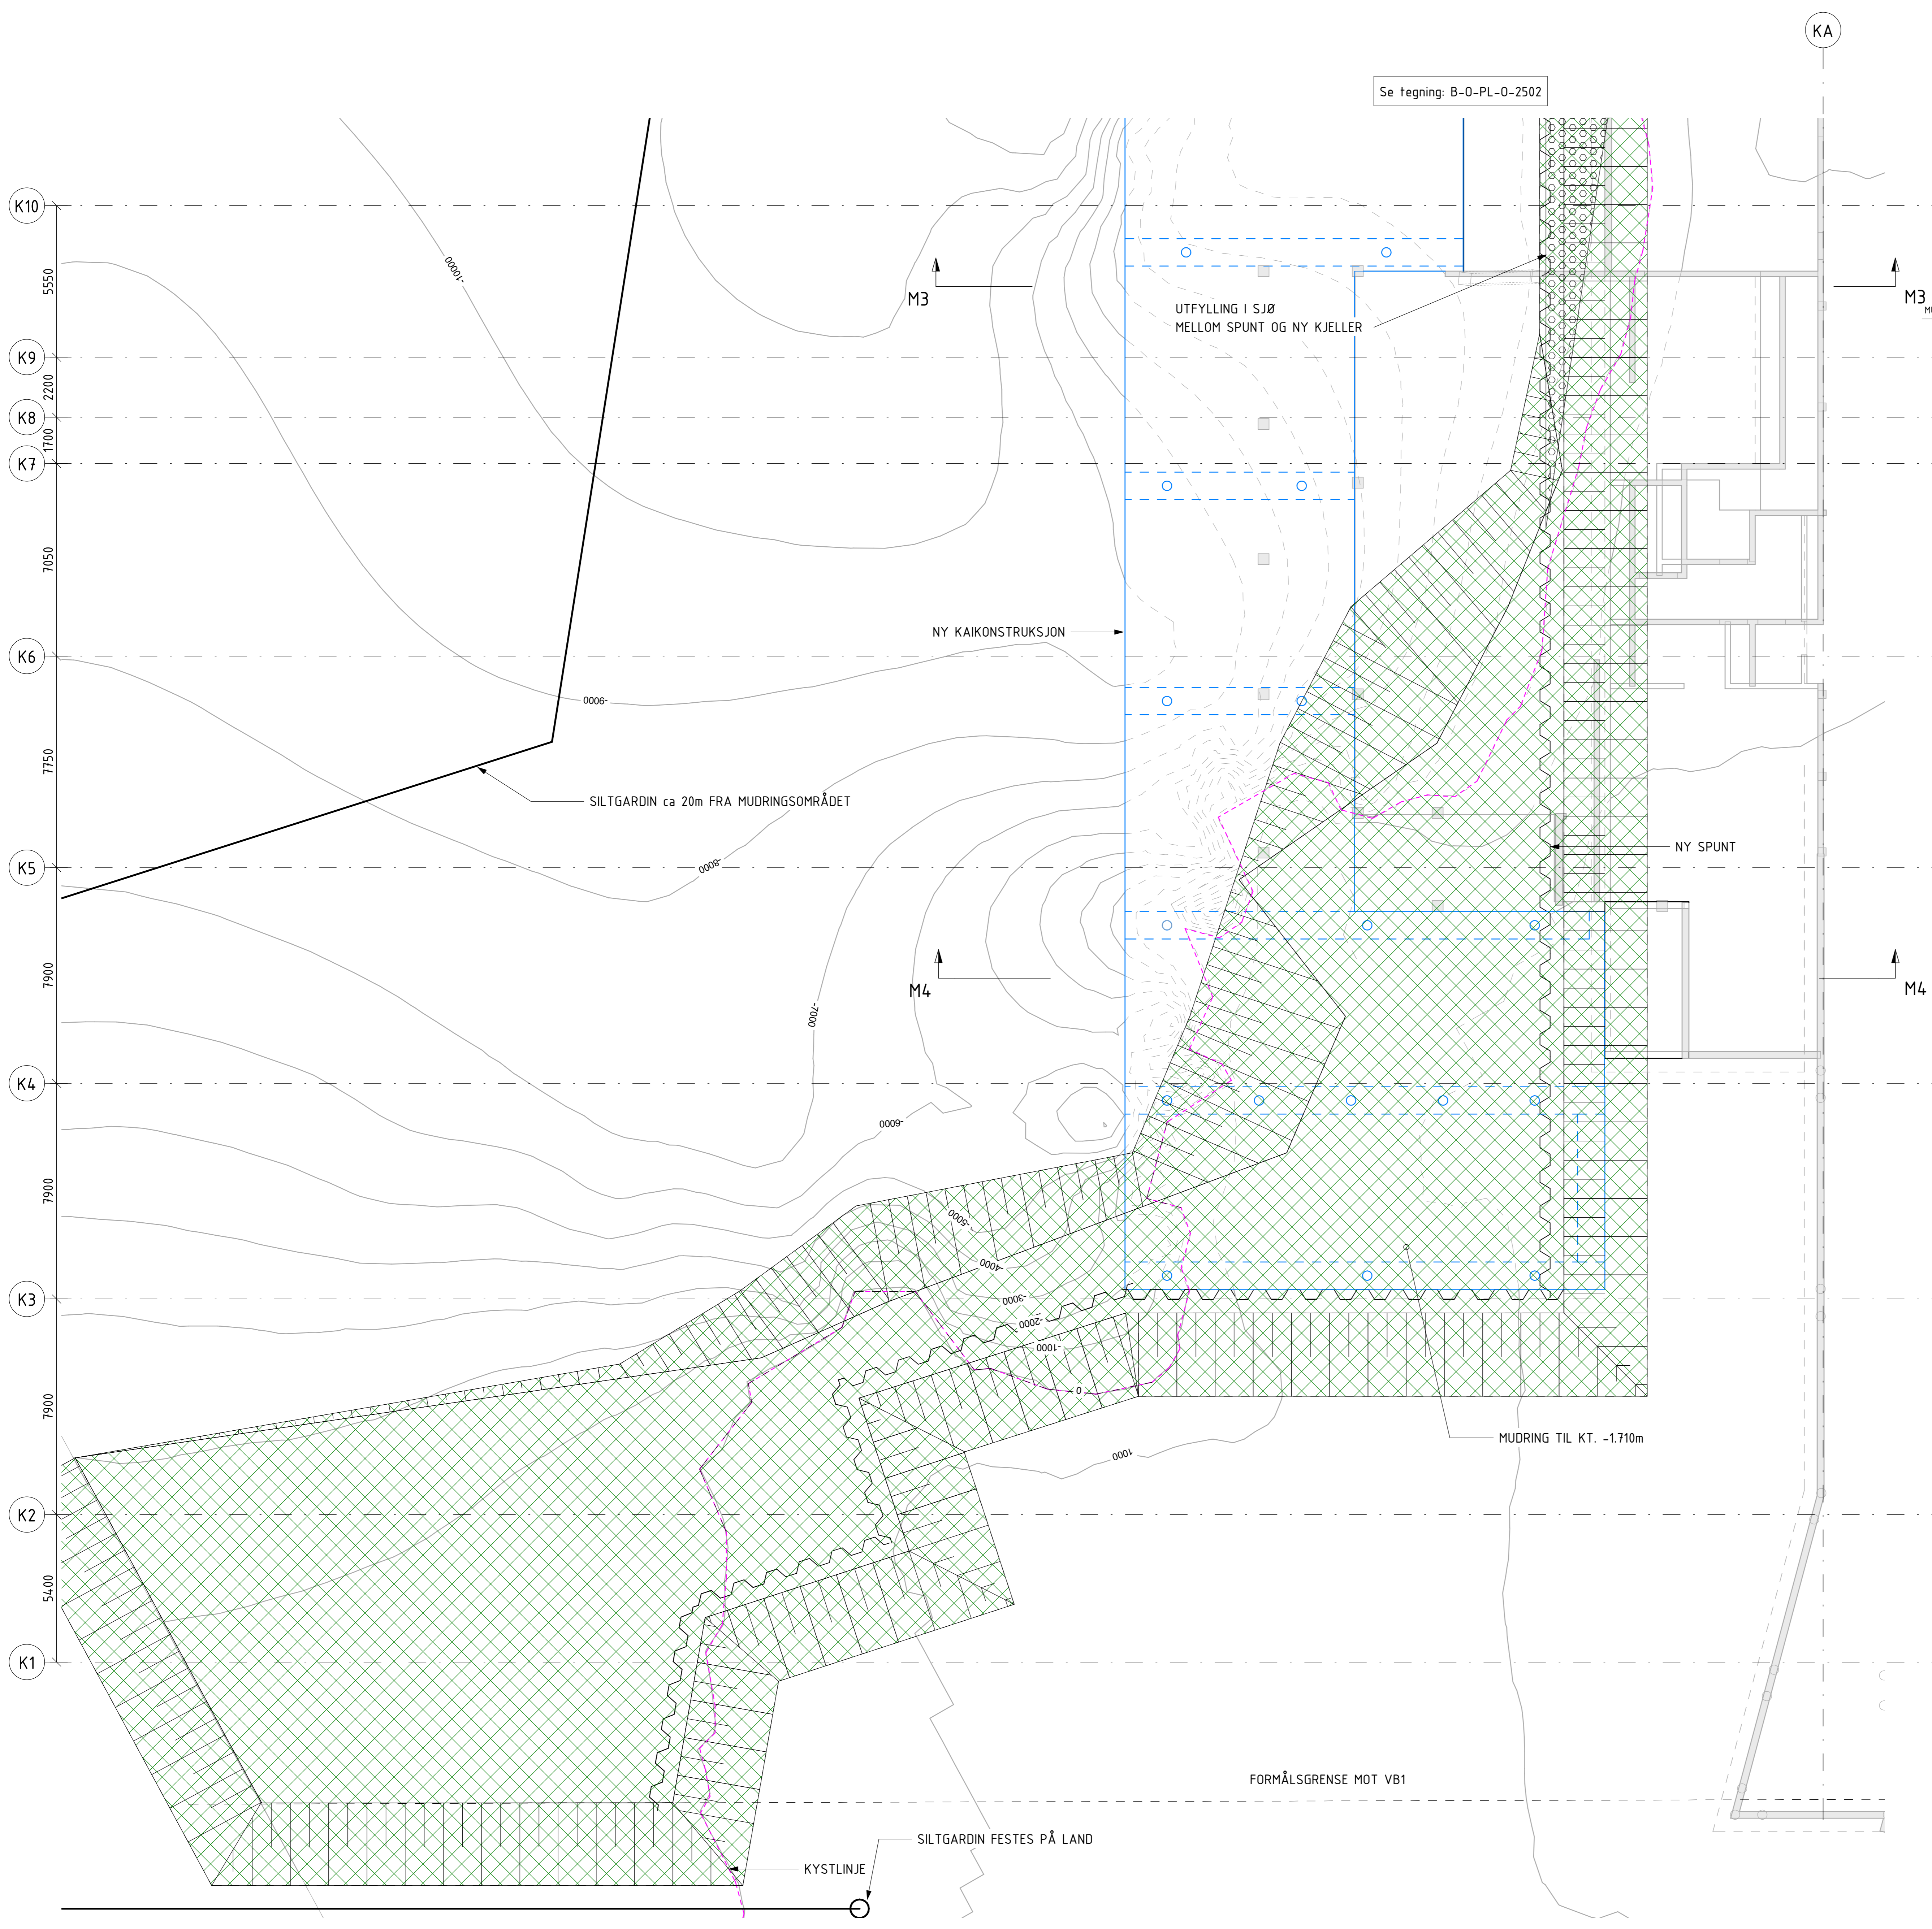 KA
Se tegning: B-O-PL-O-2502
K10
5550
-10000
M3
M3
UTFYLLING I SJØ
MELLOM SPUNT OG NY KJELLER
K9
2200
K8
1700
K7
7050
NY KAIKONSTRUKSJON
K6
-9000
7750
SILTGARDIN ca 20m FRA MUDRINGSOMRÅDET
NY SPUNT
K5
-8000
7900
M4
M4
-7000
K4
-6000
7900
-5000
-4000
K3
-3000
-2000
-1000
0
7900
1000
MUDRING TIL KT. -1.710m
K2
5400
K1
FORMÅLSGRENSE MOT VB1
SILTGARDIN FESTES PÅ LAND
KYSTLINJE